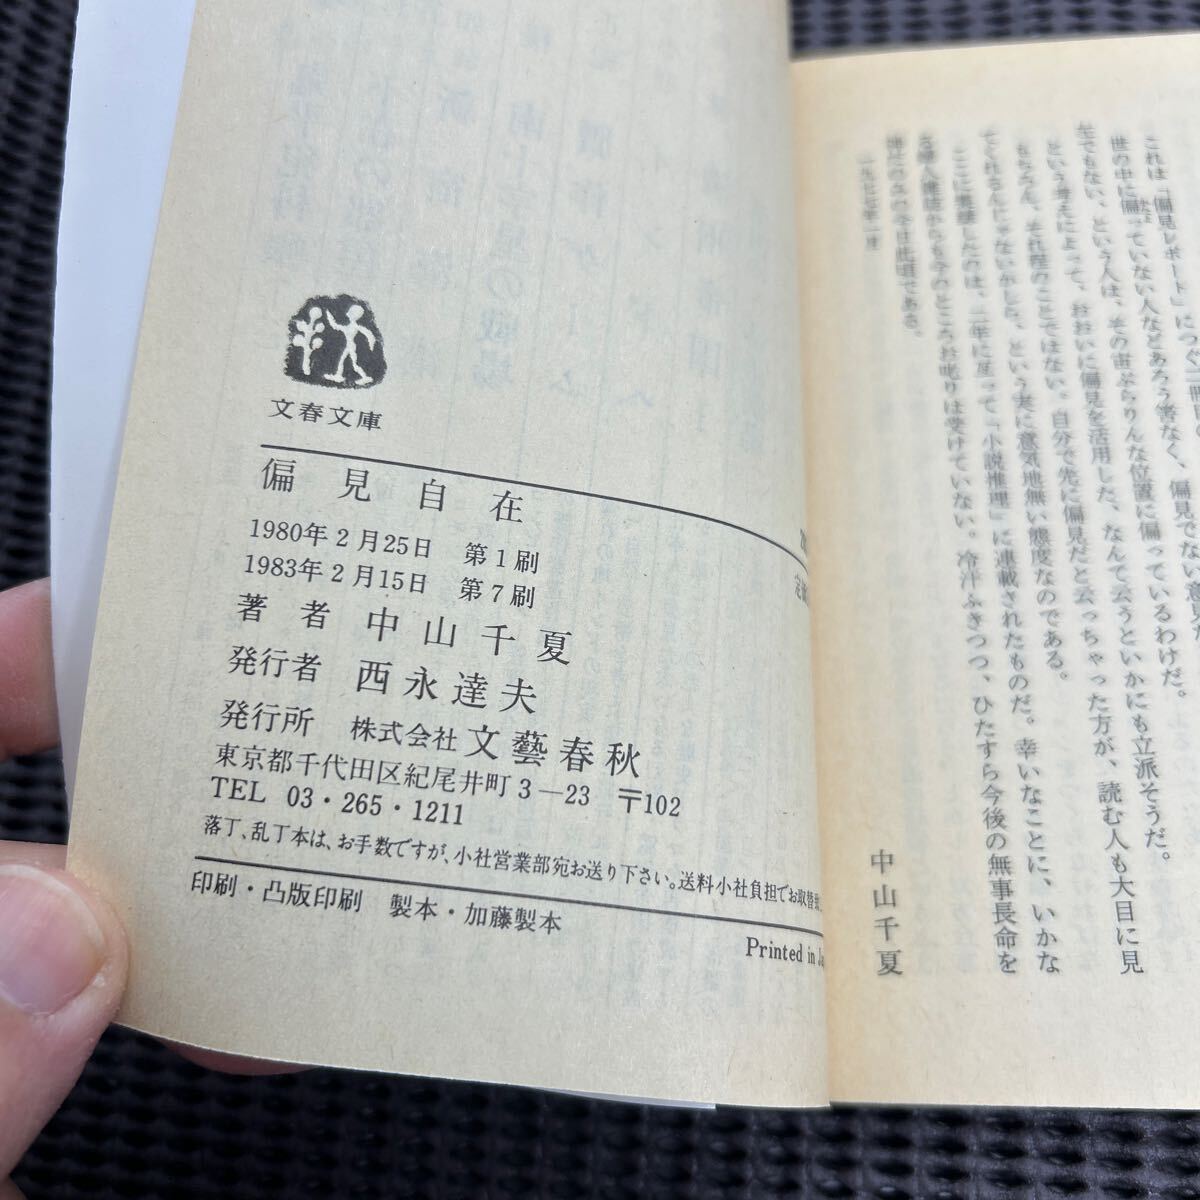 文春文庫
偏見自在
1980年2月25日 第1刷
1983年2月15日 第7刷
著者 中山千夏
発行者 西永達夫
発行所 株式会社 文藝春秋
東京都千代田区紀尾井町3—23 〒102
TEL 03・265・1211
落丁、乱丁本は、お手数ですが、小社営業部宛お送り下さい。送料小社負担でお取替
印刷・凸版印刷 製本・加藤製本
Printed in Ja
これは「偏見レポート」につぐ二冊
世の中に偏っていない人などあろう筈なく、偏見でない意見
在でもない、という人は、その宙ぶらりんな位置に偏っているわけだ。
という考えによって、おおいに偏見を活用した、なんて云うといかにも立派そうだ。
もちろん、それ程のことではない。自分で先に偏見だと云っちゃった方が、読む人も大目に見
てくれるんじゃないかしら、という実に意気地無い態度なのである。
ここに集録したのは、二年に亙って「小説推理」に連載されたものだ。幸いなことに、いかな
る婦人雑誌からも今のところお叱りは受けていない。冷汗ふきつつ、ひたすら今後の無事長命を
今日此頃である。
一九七七年一月
中山千夏